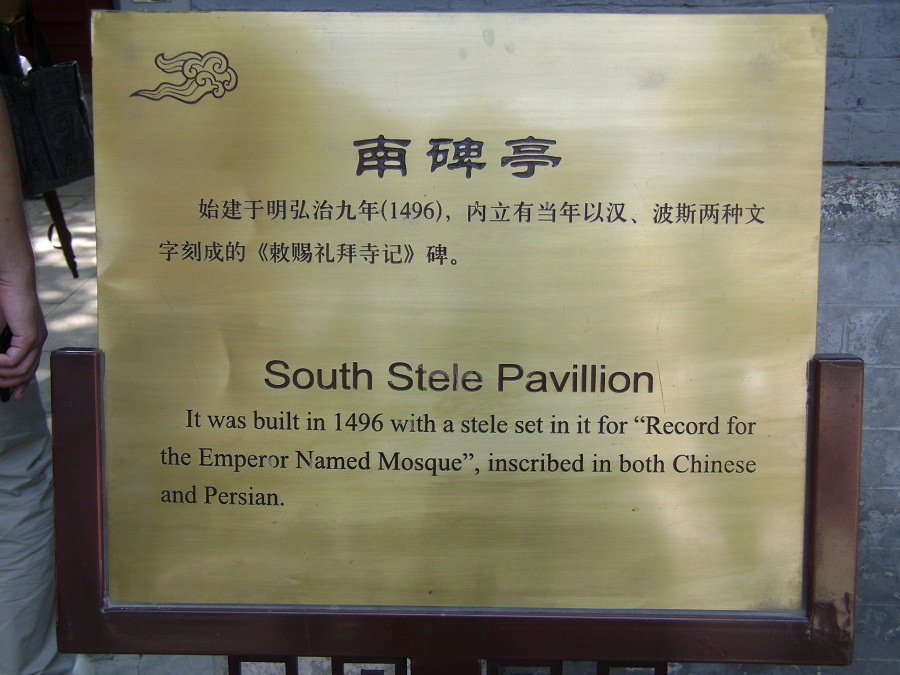 南碑亭
始建于明弘治九年(1496)，内立有当年以汉、波斯两种文
字刻成的《敕赐礼拜寺记》碑。
South Stele Pavillion
It was built in 1496 with a stele set in it for “Record for
the Emperor Named Mosque”, inscribed in both Chinese
and Persian.